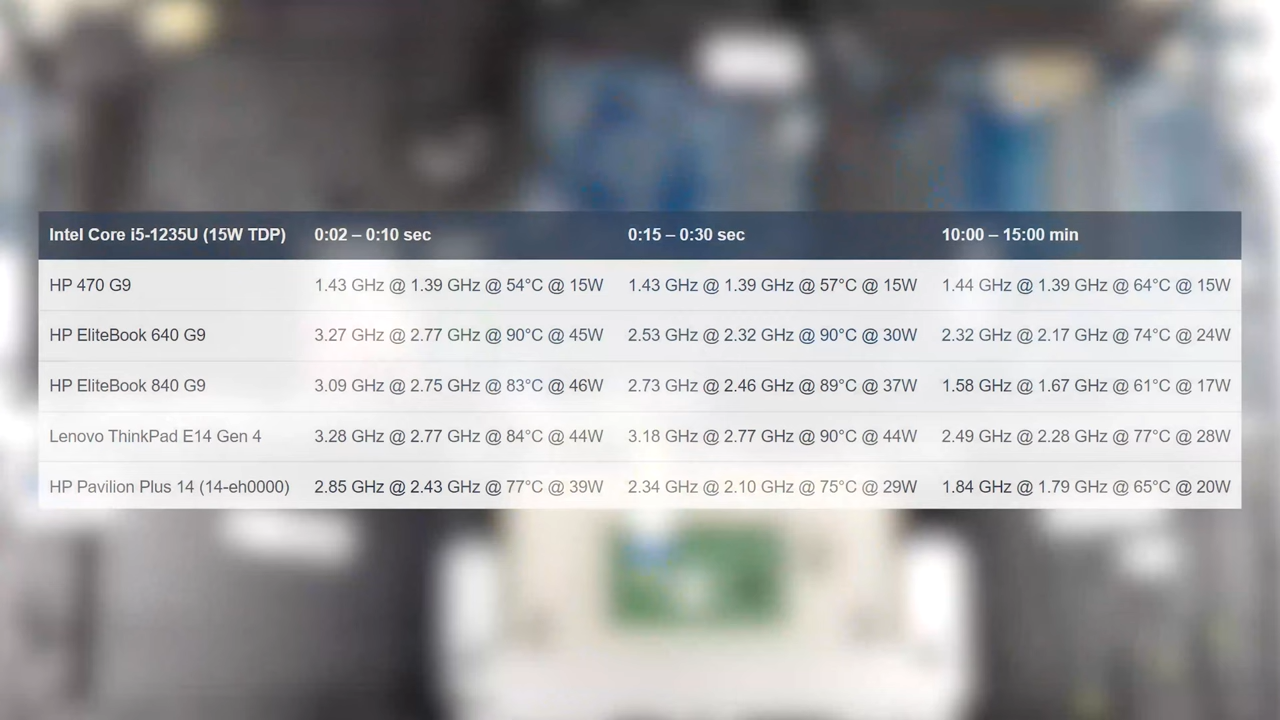 Intel Core i5-1235U (15W TDP) 0:02 – 0:10 sec 0:15 – 0:30 sec 10:00 – 15:00 min
HP 470 G9 1.43 GHz @ 1.39 GHz @ 54°C @ 15W 1.43 GHz @ 1.39 GHz @ 57°C @ 15W 1.44 GHz @ 1.39 GHz @ 64°C @ 15W
HP EliteBook 640 G9 3.27 GHz @ 2.77 GHz @ 90°C @ 45W 2.53 GHz @ 2.32 GHz @ 90°C @ 30W 2.32 GHz @ 2.17 GHz @ 74°C @ 24W
HP EliteBook 840 G9 3.09 GHz @ 2.75 GHz @ 83°C @ 46W 2.73 GHz @ 2.46 GHz @ 89°C @ 37W 1.58 GHz @ 1.67 GHz @ 61°C @ 17W
Lenovo ThinkPad E14 Gen 4 3.28 GHz @ 2.77 GHz @ 84°C @ 44W 3.18 GHz @ 2.77 GHz @ 90°C @ 44W 2.49 GHz @ 2.28 GHz @ 77°C @ 28W
HP Pavilion Plus 14 (14-eh0000) 2.85 GHz @ 2.43 GHz @ 77°C @ 39W 2.34 GHz @ 2.10 GHz @ 75°C @ 29W 1.84 GHz @ 1.79 GHz @ 65°C @ 20W